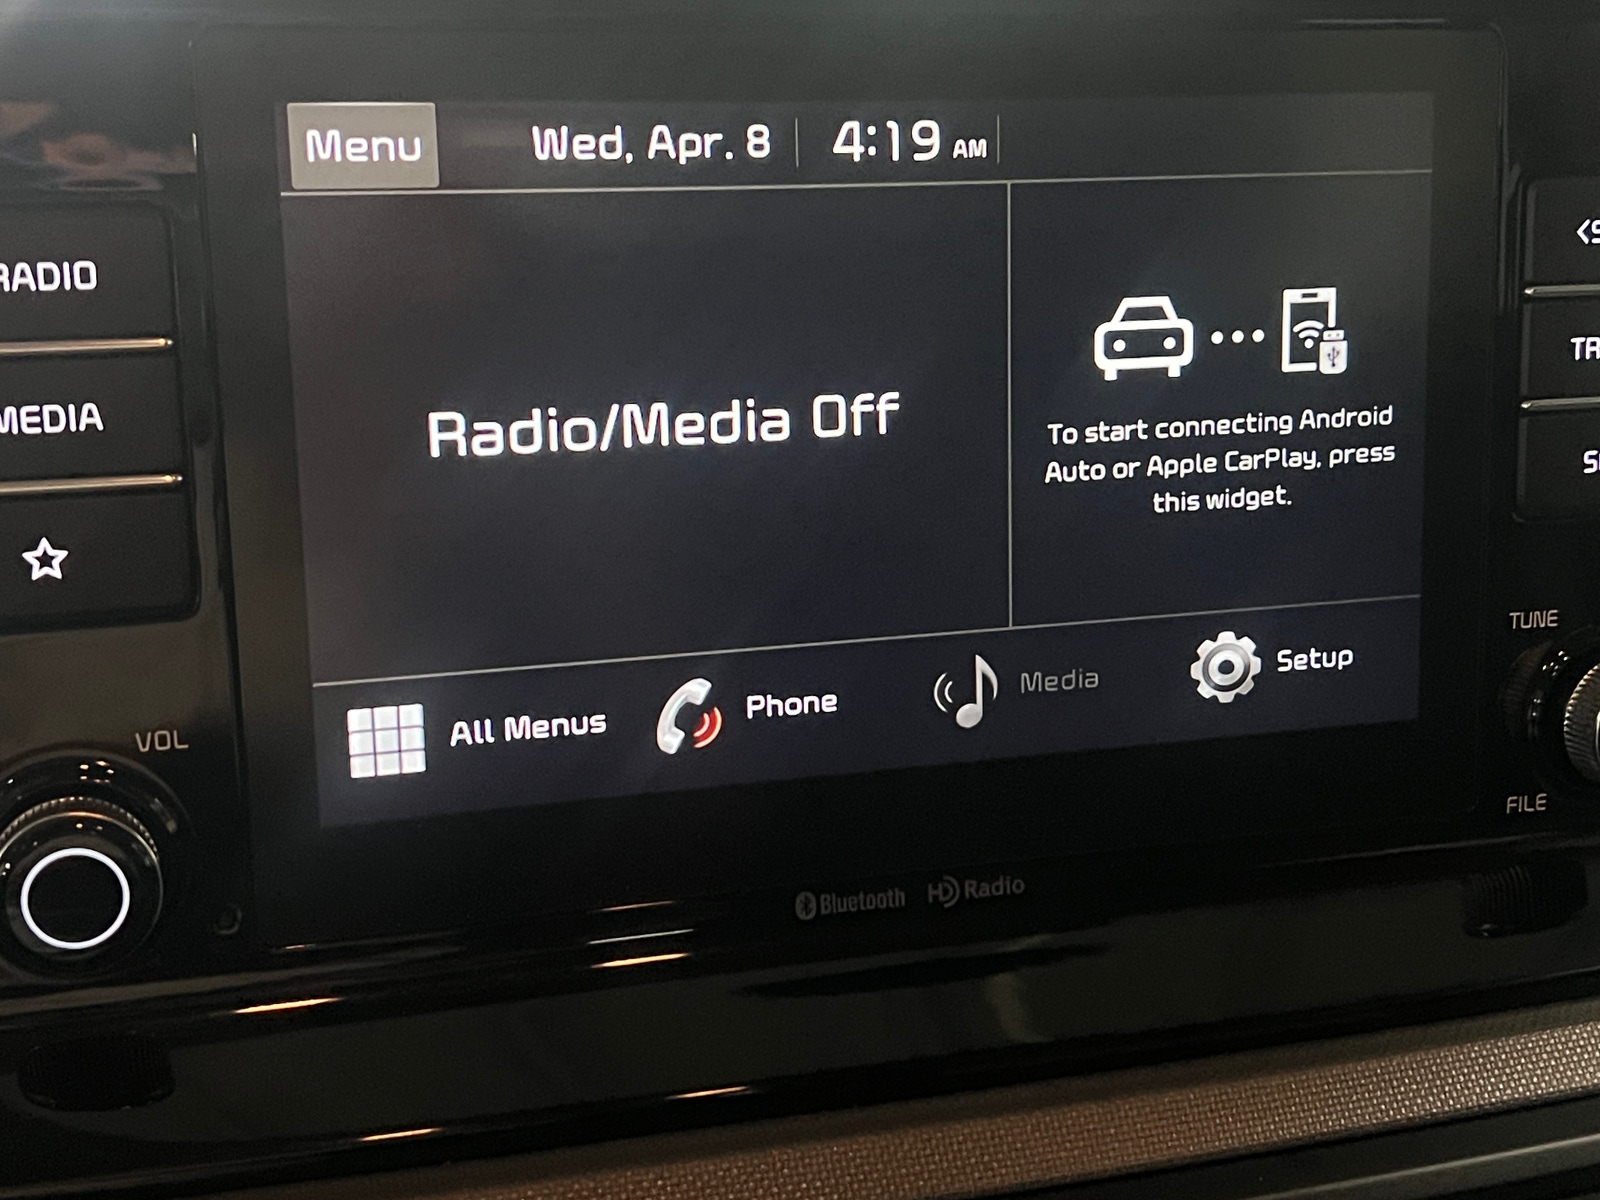 Menu
Wed, Apr. 8
4:19 AM
RADIO
MEDIA
Radio/Media Off
To start connecting Android
Auto or Apple CarPlay, press
this widget.
All Menus
Phone
Media
Setup
VOL
TUNE
FILE
Bluetooth
HD Radio